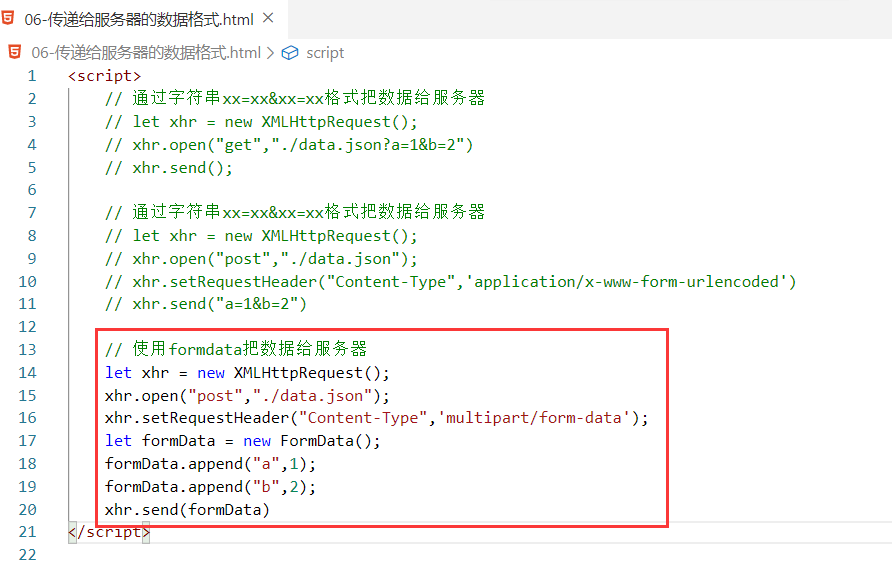 06-传递给服务器的数据格式.html
06-传递给服务器的数据格式.html > script
1 <script>
2 // 通过字符串xx=xx&xx=xx格式把数据给服务器
3 // let xhr = new XMLHttpRequest();
4 // xhr.open("get","./data.json?a=1&b=2")
5 // xhr.send();
6
7 // 通过字符串xx=xx&xx=xx格式把数据给服务器
8 // let xhr = new XMLHttpRequest();
9 // xhr.open("post","./data.json");
10 // xhr.setRequestHeader("Content-Type",'application/x-www-form-urlencoded')
11 // xhr.send("a=1&b=2")
12
13 // 使用formdata把数据给服务器
14 let xhr = new XMLHttpRequest();
15 xhr.open("post","./data.json");
16 xhr.setRequestHeader("Content-Type",'multipart/form-data');
17 let formData = new FormData();
18 formData.append("a",1);
19 formData.append("b",2);
20 xhr.send(formData)
21 </script>
22